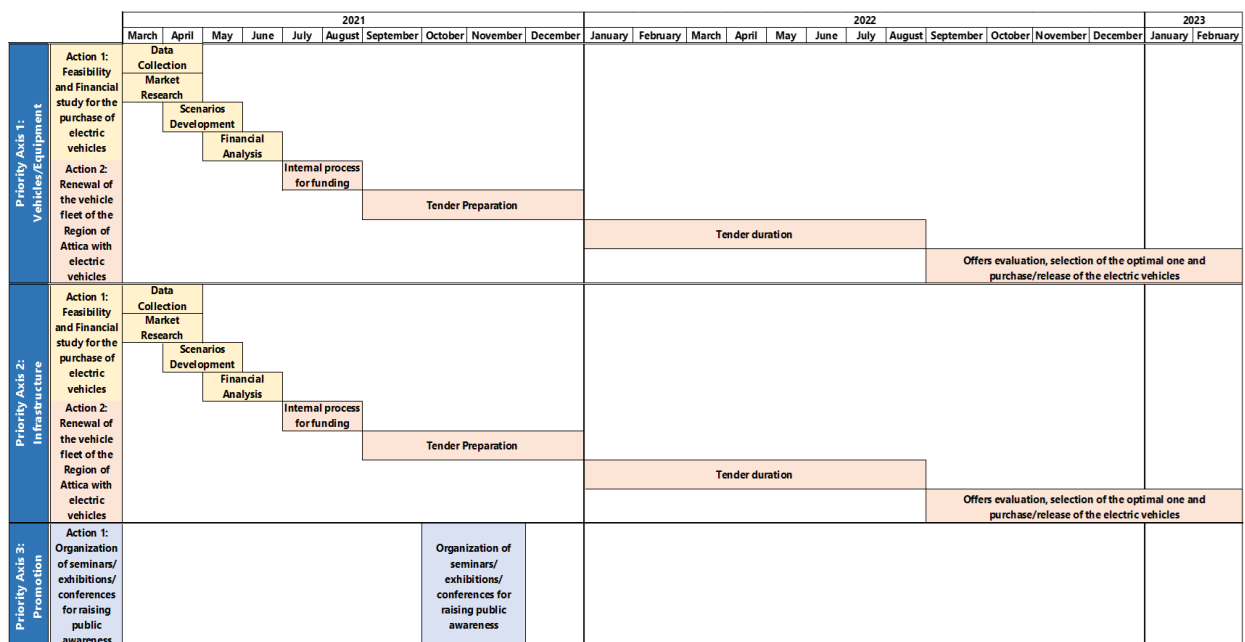 2021 2022 2023
March April May June July August September October November December January February March April May June July August September October November December January February
Priority Axis 1:
Vehicles/Equipment
Action 1:
Feasibility
and Financial
study for the
purchase of
electric
vehicles
Data
Collection
Market
Research
Scenarios
Development
Financial
Analysis
Action 2:
Renewal of
the vehicle
fleet of the
Region of
Attica with
electric
vehicles
Internal process
for funding
Tender Preparation
Tender duration
Offers evaluation, selection of the optimal one and
purchase/release of the electric vehicles
Priority Axis 2:
Infrastructure
Action 1:
Feasibility
and Financial
study for the
purchase of
electric
vehicles
Data
Collection
Market
Research
Scenarios
Development
Financial
Analysis
Action 2:
Renewal of
the vehicle
fleet of the
Region of
Attica with
electric
vehicles
Internal process
for funding
Tender Preparation
Tender duration
Offers evaluation, selection of the optimal one and
purchase/release of the electric vehicles
Priority Axis 3:
Promotion
Action 1:
Organization
of seminars/
exhibitions/
conferences
for raising
public
awareness
Organization of
seminars/
exhibitions/
conferences for
raising public
awareness